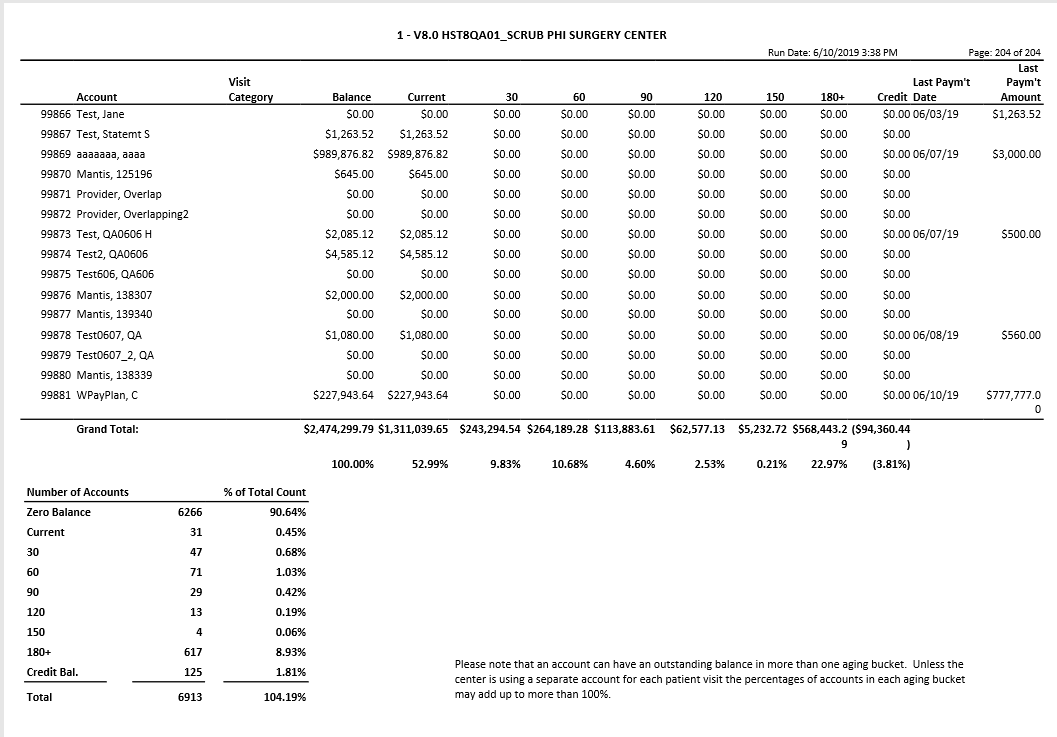 1 - V8.0 HST8QA01_SCRUB PHI SURGERY CENTER
Run Date: 6/10/2019 3:38 PM Page: 204 of 204
Account Visit Category Balance Current 30 60 90 120 150 180+ Credit Last Paym't Date Last Paym't Amount
99866 Test, Jane $0.00 $0.00 $0.00 $0.00 $0.00 $0.00 $0.00 $0.00 $0.00 06/03/19 $1,263.52
99867 Test, Statemt S $1,263.52 $1,263.52 $0.00 $0.00 $0.00 $0.00 $0.00 $0.00 $0.00
99869 aaaaaaa, aaaa $989,876.82 $989,876.82 $0.00 $0.00 $0.00 $0.00 $0.00 $0.00 $0.00 06/07/19 $3,000.00
99870 Mantis, 125196 $645.00 $645.00 $0.00 $0.00 $0.00 $0.00 $0.00 $0.00 $0.00
99871 Provider, Overlap $0.00 $0.00 $0.00 $0.00 $0.00 $0.00 $0.00 $0.00 $0.00
99872 Provider, Overlapping2 $0.00 $0.00 $0.00 $0.00 $0.00 $0.00 $0.00 $0.00 $0.00
99873 Test, QA0606 H $2,085.12 $2,085.12 $0.00 $0.00 $0.00 $0.00 $0.00 $0.00 $0.00 06/07/19 $500.00
99874 Test2, QA0606 $4,585.12 $4,585.12 $0.00 $0.00 $0.00 $0.00 $0.00 $0.00 $0.00
99875 Test606, QA606 $0.00 $0.00 $0.00 $0.00 $0.00 $0.00 $0.00 $0.00 $0.00
99876 Mantis, 138307 $2,000.00 $2,000.00 $0.00 $0.00 $0.00 $0.00 $0.00 $0.00 $0.00
99877 Mantis, 139340 $0.00 $0.00 $0.00 $0.00 $0.00 $0.00 $0.00 $0.00 $0.00
99878 Test0607, QA $1,080.00 $1,080.00 $0.00 $0.00 $0.00 $0.00 $0.00 $0.00 $0.00 06/08/19 $560.00
99879 Test0607_2, QA $0.00 $0.00 $0.00 $0.00 $0.00 $0.00 $0.00 $0.00 $0.00
99880 Mantis, 138339 $0.00 $0.00 $0.00 $0.00 $0.00 $0.00 $0.00 $0.00 $0.00
99881 WPayPlan, C $227,943.64 $227,943.64 $0.00 $0.00 $0.00 $0.00 $0.00 $0.00 $0.00 06/10/19 $777,777.0
0
Grand Total: $2,474,299.79 $1,311,039.65 $243,294.54 $264,189.28 $113,883.61 $62,577.13 $5,232.72 $568,443.2 ($94,360.44
9 )
100.00% 52.99% 9.83% 10.68% 4.60% 2.53% 0.21% 22.97% (3.81%)
Number of Accounts % of Total Count
Zero Balance 6266 90.64%
Current 31 0.45%
30 47 0.68%
60 71 1.03%
90 29 0.42%
120 13 0.19%
150 4 0.06%
180+ 617 8.93%
Credit Bal. 125 1.81%
Total 6913 104.19%
Please note that an account can have an outstanding balance in more than one aging bucket. Unless the
center is using a separate account for each patient visit the percentages of accounts in each aging bucket
may add up to more than 100%.